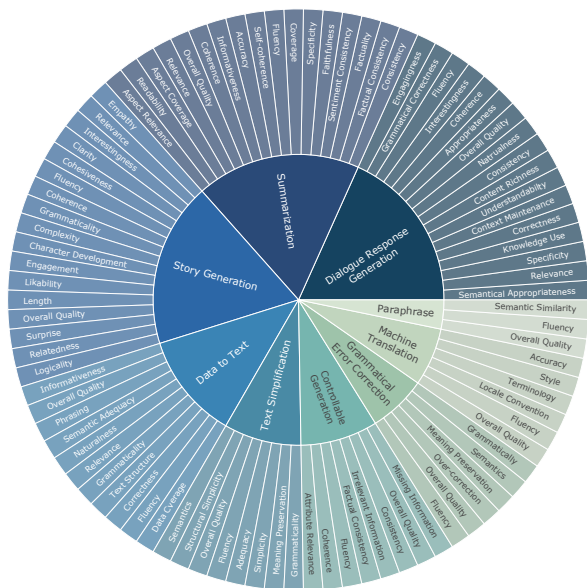 Summarization
Dialogue Response
Generation
Paraphrase
Machine
Translation
Grammatical
Error Correction
Controllable
Generation
Text Simplification
Data to Text
Story Generation
Aspect Relevance
Readability
Aspect Coverage
Relevance
Overall Quality
Coherence
Informativeness
Accuracy
Self-coherence
Fluency
Coverage
Specificity
Faithfulness
Sentiment Consistency
Factuality
Factual Consistency
Consistency
Engagingness
Grammatical Correctness
Fluency
Interestingness
Coherence
Appropriateness
Overall Quality
Natrualness
Consistency
Content Richness
Understandabilty
Context Maintenance
Correctness
Knowledge Use
Specificity
Relevance
Semantical Appropriateness
Semantic Similarity
Fluency
Overall Quality
Accuracy
Style
Terminology
Locale Convention
Fluency
Overall Quality
Grammatically
Semantics
Meaning Preservation
Over-correction
Overall Quality
Fluency
Missing Information
Overall Quality
Consistency
Irrelevant Information
Factual Consistency
Fluency
Coherence
Attribute Relevance
Grammaticality
Meaning Preservation
Simplicity
Adequacy
Fluency
Overall Quality
Structural Simplicity
Semantics
Data Cverage
Fluency
Correctness
Text Structure
Grammaticality
Relevance
Naturalness
Semantic Adequacy
Phrasing
Overall Quality
Informativeness
Logicality
Relatedness
Surprise
Overall Quality
Length
Likability
Engagement
Character Development
Complexity
Grammaticality
Coherence
Fluency
Cohesiveness
Clarity
Interestingness
Relevance
Empathy